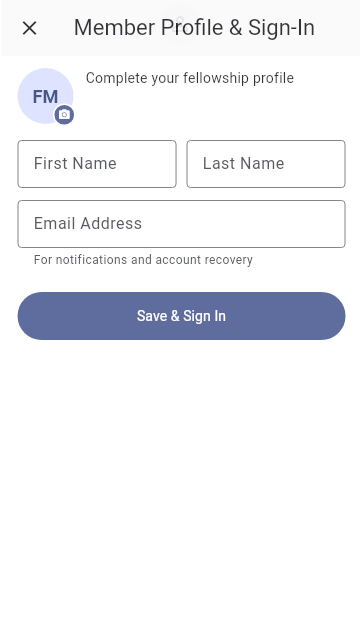 Member Profile & Sign-In
Complete your fellowship profile
FM
First Name
Last Name
Email Address
For notifications and account recovery
Save & Sign In